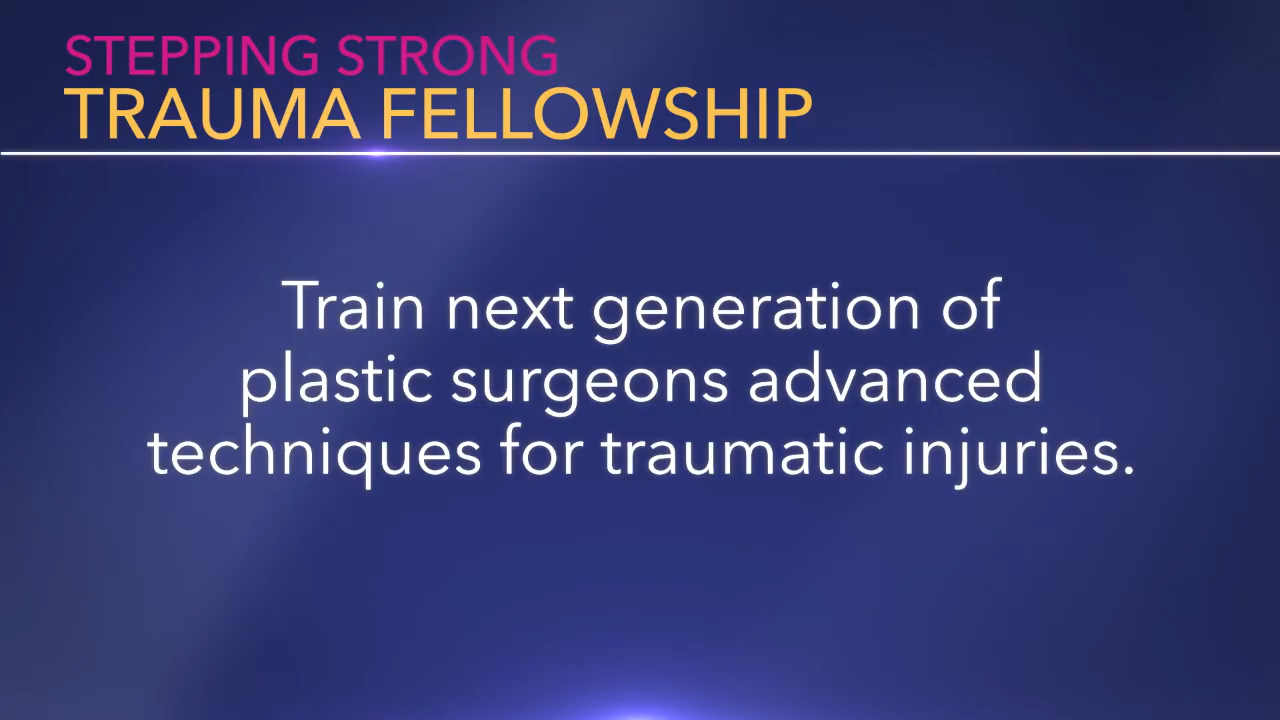 STEPPING STRONG
TRAUMA FELLOWSHIP
Train next generation of
plastic surgeons advanced
techniques for traumatic injuries.